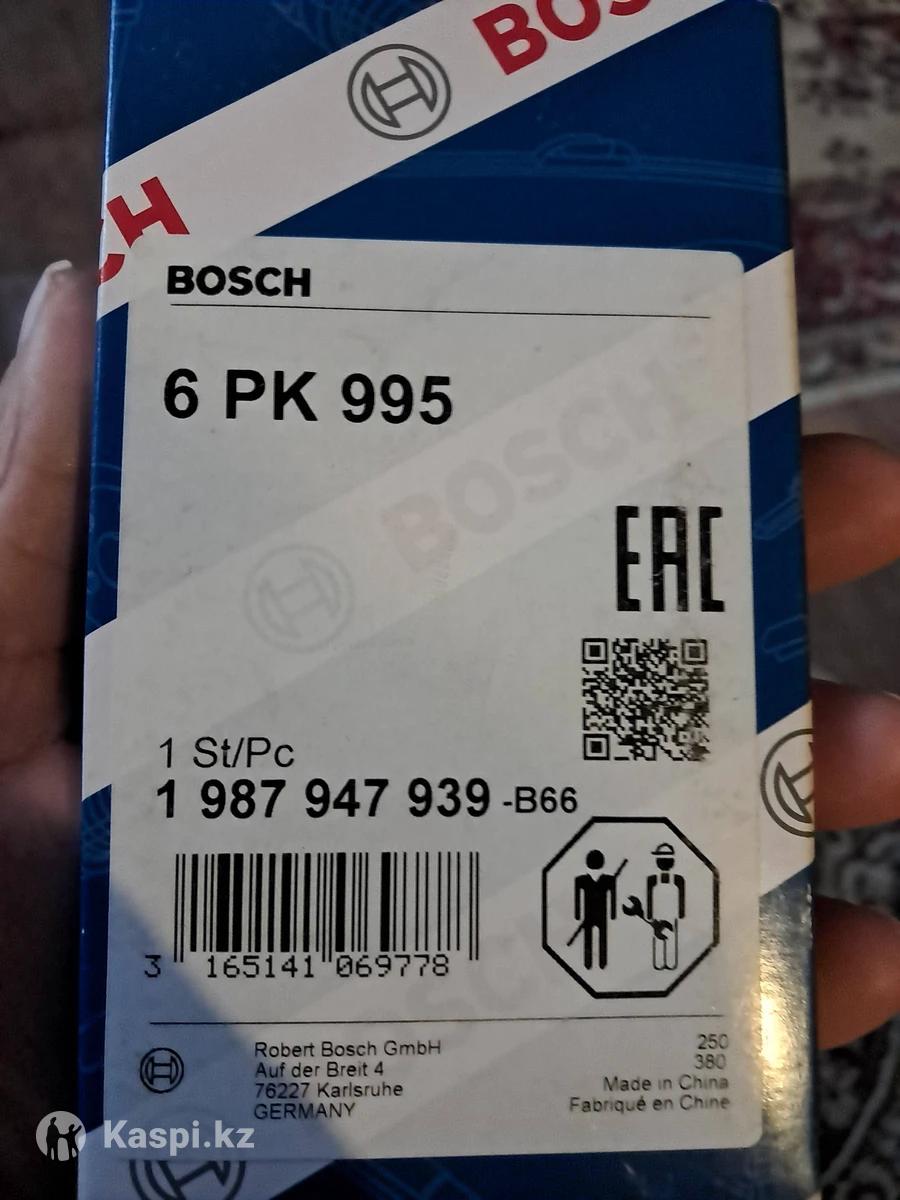 BOSCH
6 PK 995
BOSCH
EAC
1 St/Pc
1 987 947 939 -B66
3 165141 069778
Robert Bosch GmbH
Auf der Breit 4
76227 Karlsruhe
GERMANY
250
380
Made in China
Fabriqué en Chine
Kaspi.kz